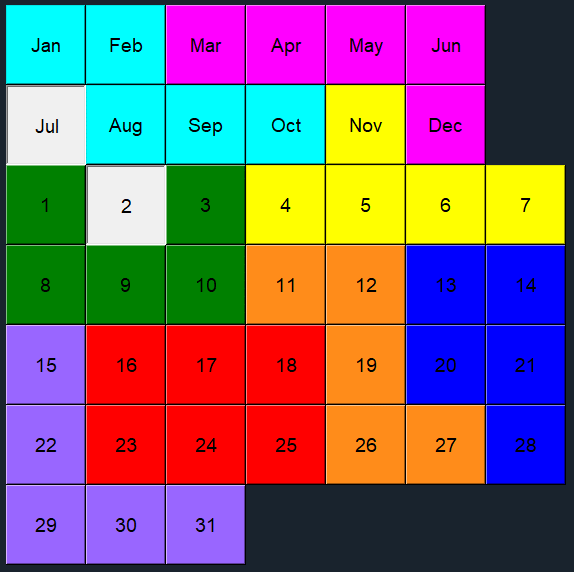 Jan Feb Mar Apr May Jun
Jul Aug Sep Oct Nov Dec
1 2 3 4 5 6 7
8 9 10 11 12 13 14
15 16 17 18 19 20 21
22 23 24 25 26 27 28
29 30 31